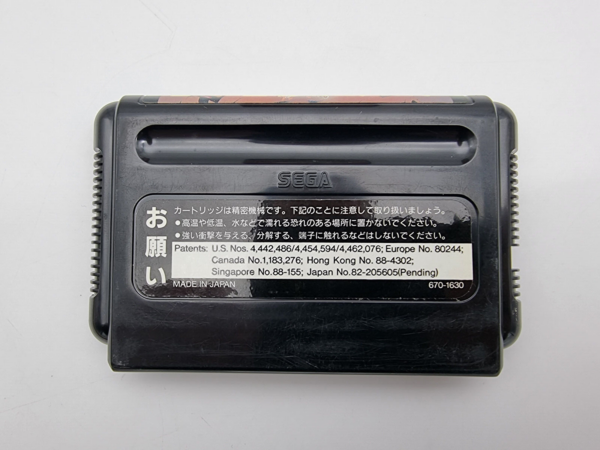 SEGA
お願い
カートリッジは精密機械です。下記のことに注意して取り扱いましょう。
●高温や低温、水などで濡れる恐れのある場所に置かないでください。
●強い衝撃を与える、分解する、端子に触れるなどはしないでください。
Patents: U.S. Nos. 4,442,486/4,454,594/4,462,076; Europe No. 80244;
Canada No.1,183,276; Hong Kong No. 88-4302;
Singapore No.88-155; Japan No.82-205605(Pending)
MADE IN JAPAN
670-1630